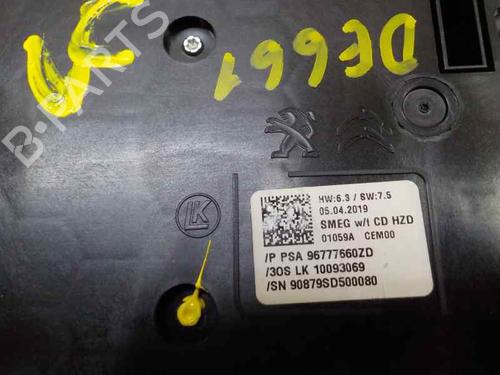 DE661
B-PARTS
LK
HW:6.3 / SW:7.5
05.04.2019
SMEG w/t CD HZD
01059A CEM00
/P PSA 96777660ZD
/3OS LK 10093069
/SN 90879SD500080